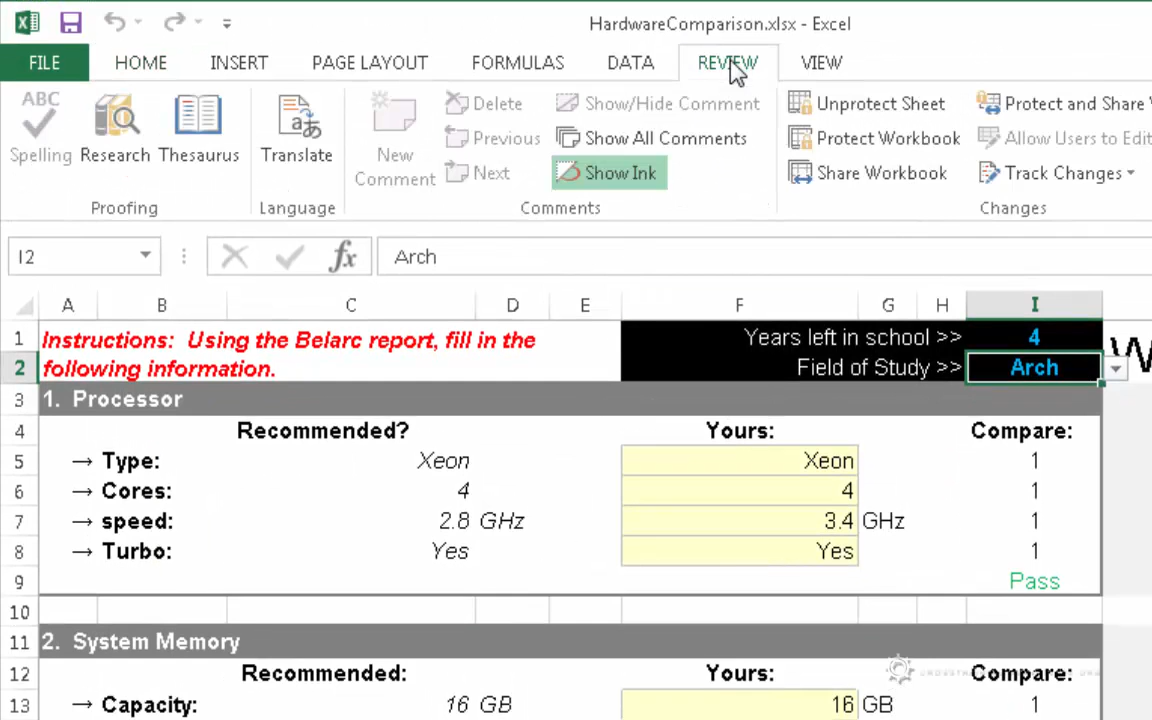 HardwareComparison.xlsx - Excel
FILE HOME INSERT PAGE LAYOUT FORMULAS DATA REVIEW VIEW
ABC Delete Show/Hide Comment Unprotect Sheet Protect and Share
Previous Show All Comments Protect Workbook Allow Users to Edit
Spelling Research Thesaurus Translate New Comment Next Show Ink Share Workbook Track Changes
Proofing Language Comments Changes
I2 fx Arch
A B C D E F G H I
1 Instructions: Using the Belarc report, fill in the Years left in school >> 4
2 following information. Field of Study >> Arch W
3 1. Processor
4 Recommended? Yours: Compare:
5 → Type: Xeon Xeon 1
6 → Cores: 4 4 1
7 → speed: 2.8 GHz 3.4 GHz 1
8 → Turbo: Yes Yes 1
9 Pass
10
11 2. System Memory
12 Recommended: Yours: Compare:
13 → Capacity: 16 GB 16 GB 1